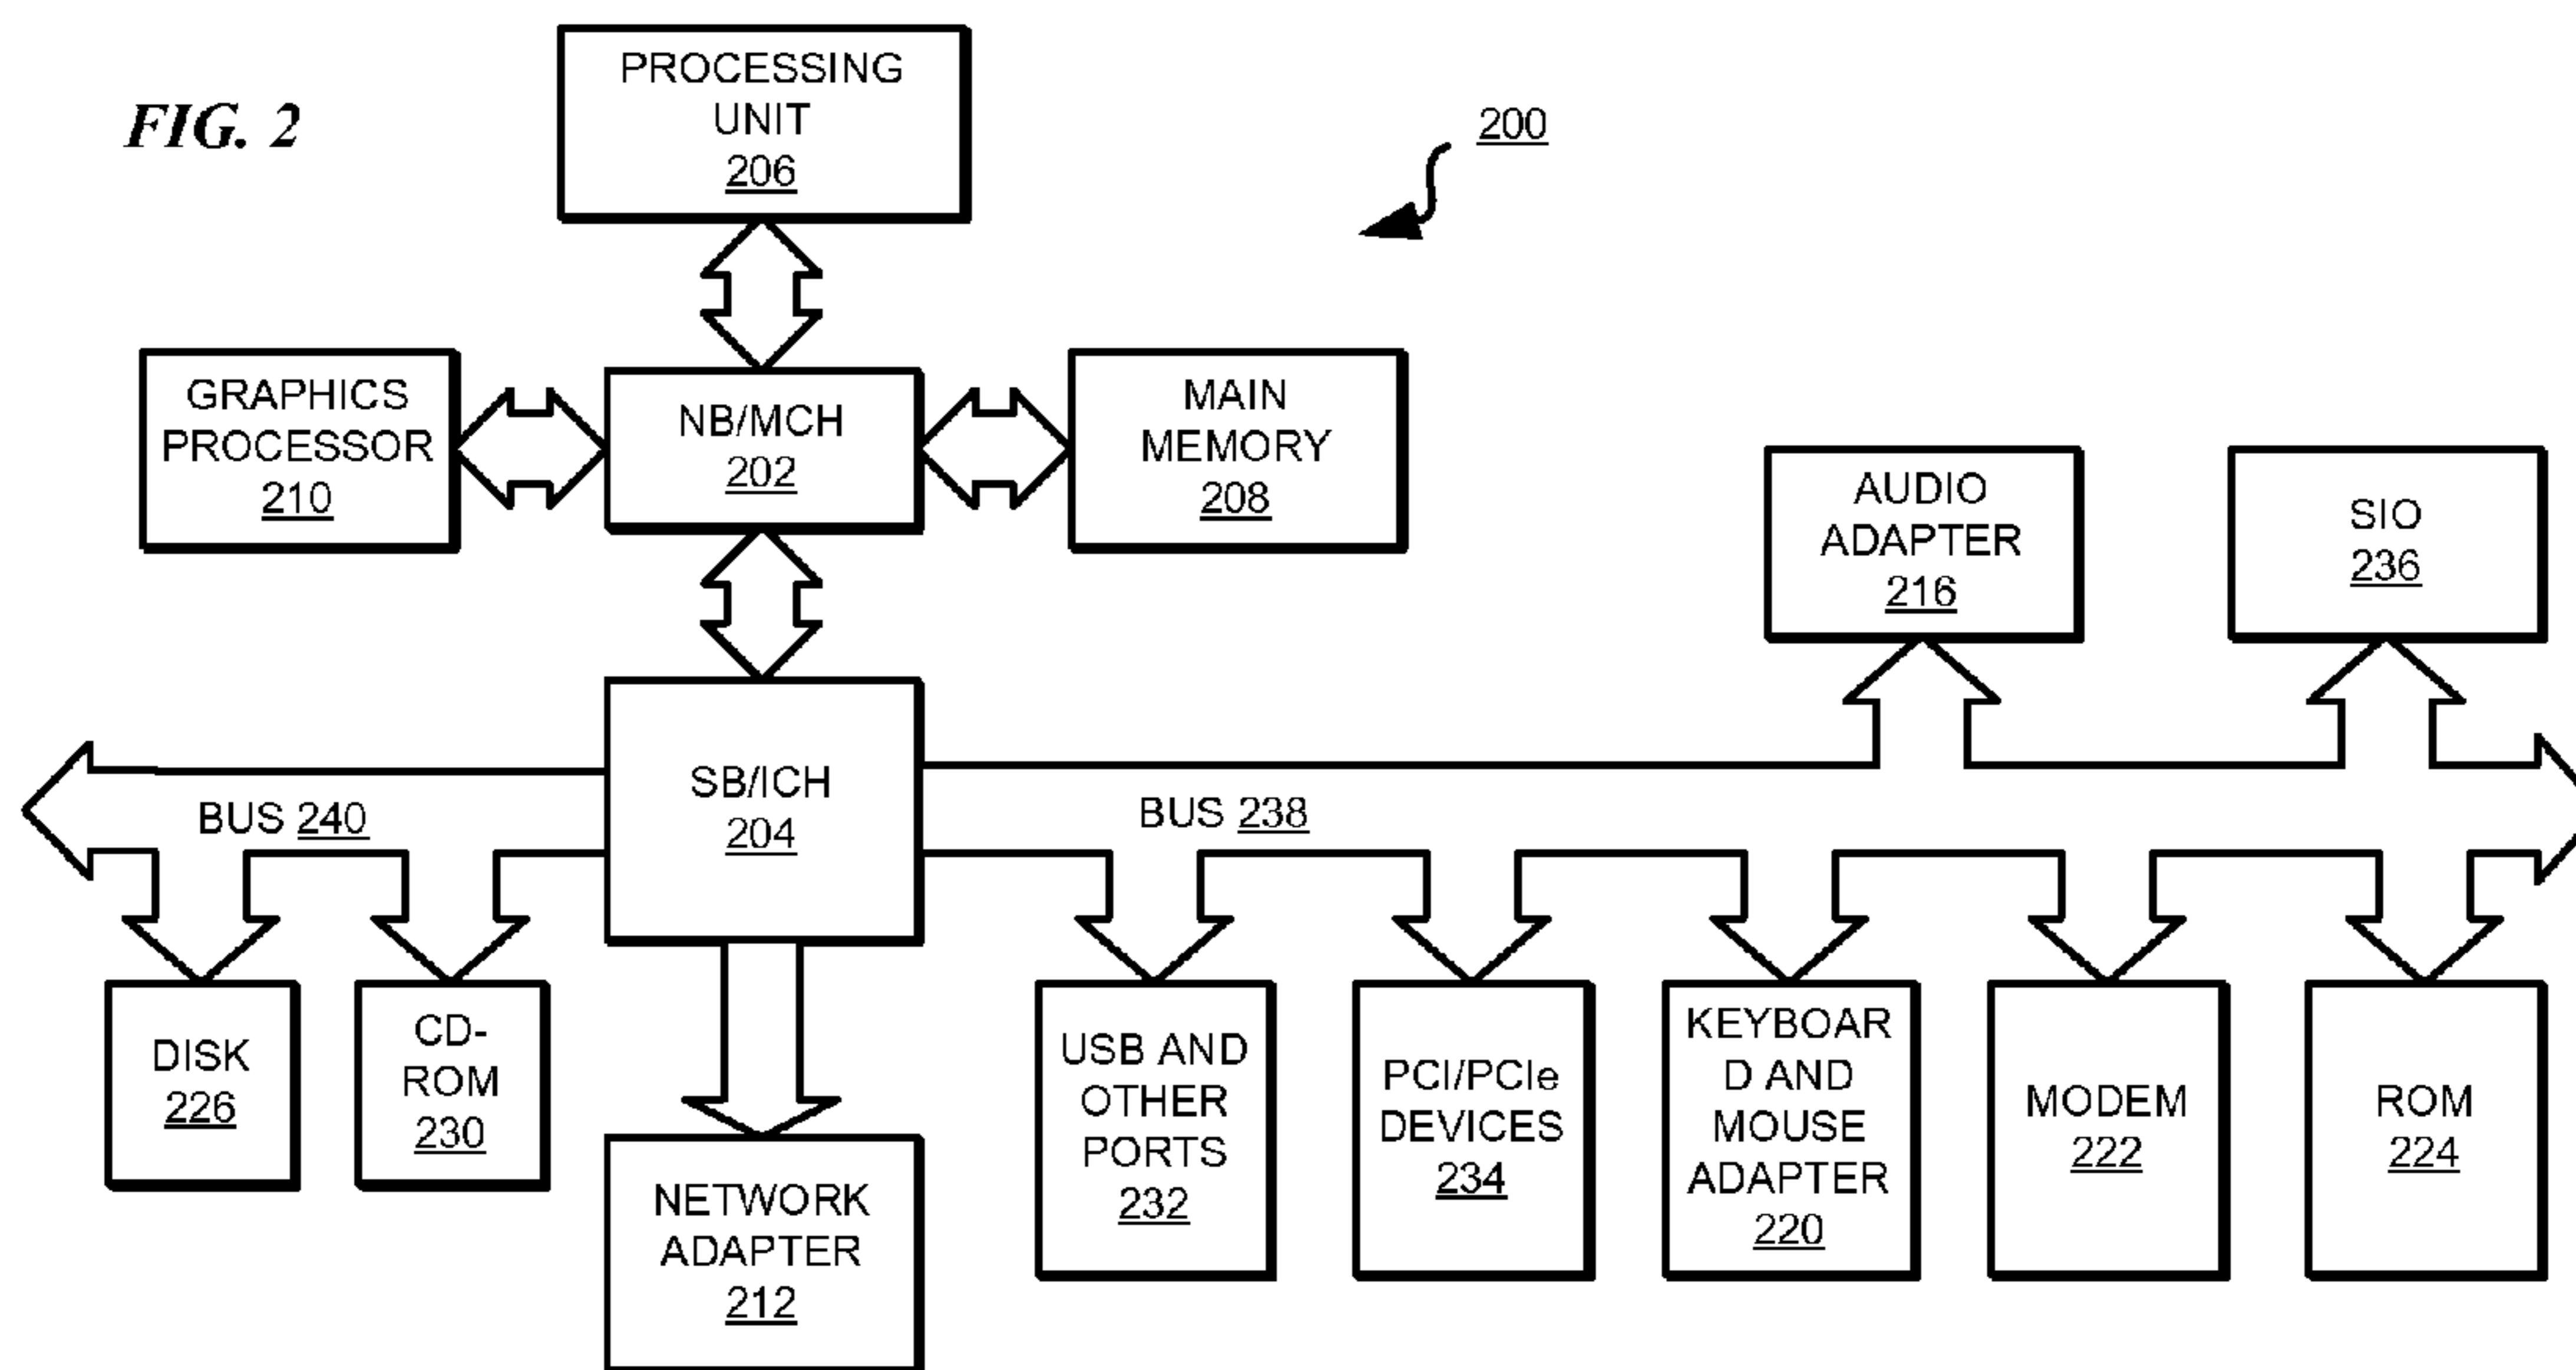 FIG. 2
PROCESSING
UNIT
206
200
GRAPHICS
PROCESSOR
210
NB/MCH
202
MAIN
MEMORY
208
AUDIO
ADAPTER
216
SIO
236
SB/ICH
204
BUS 240
BUS 238
DISK
226
CD-
ROM
230
NETWORK
ADAPTER
212
USB AND
OTHER
PORTS
232
PCI/PCIe
DEVICES
234
KEYBOAR
D AND
MOUSE
ADAPTER
220
MODEM
222
ROM
224